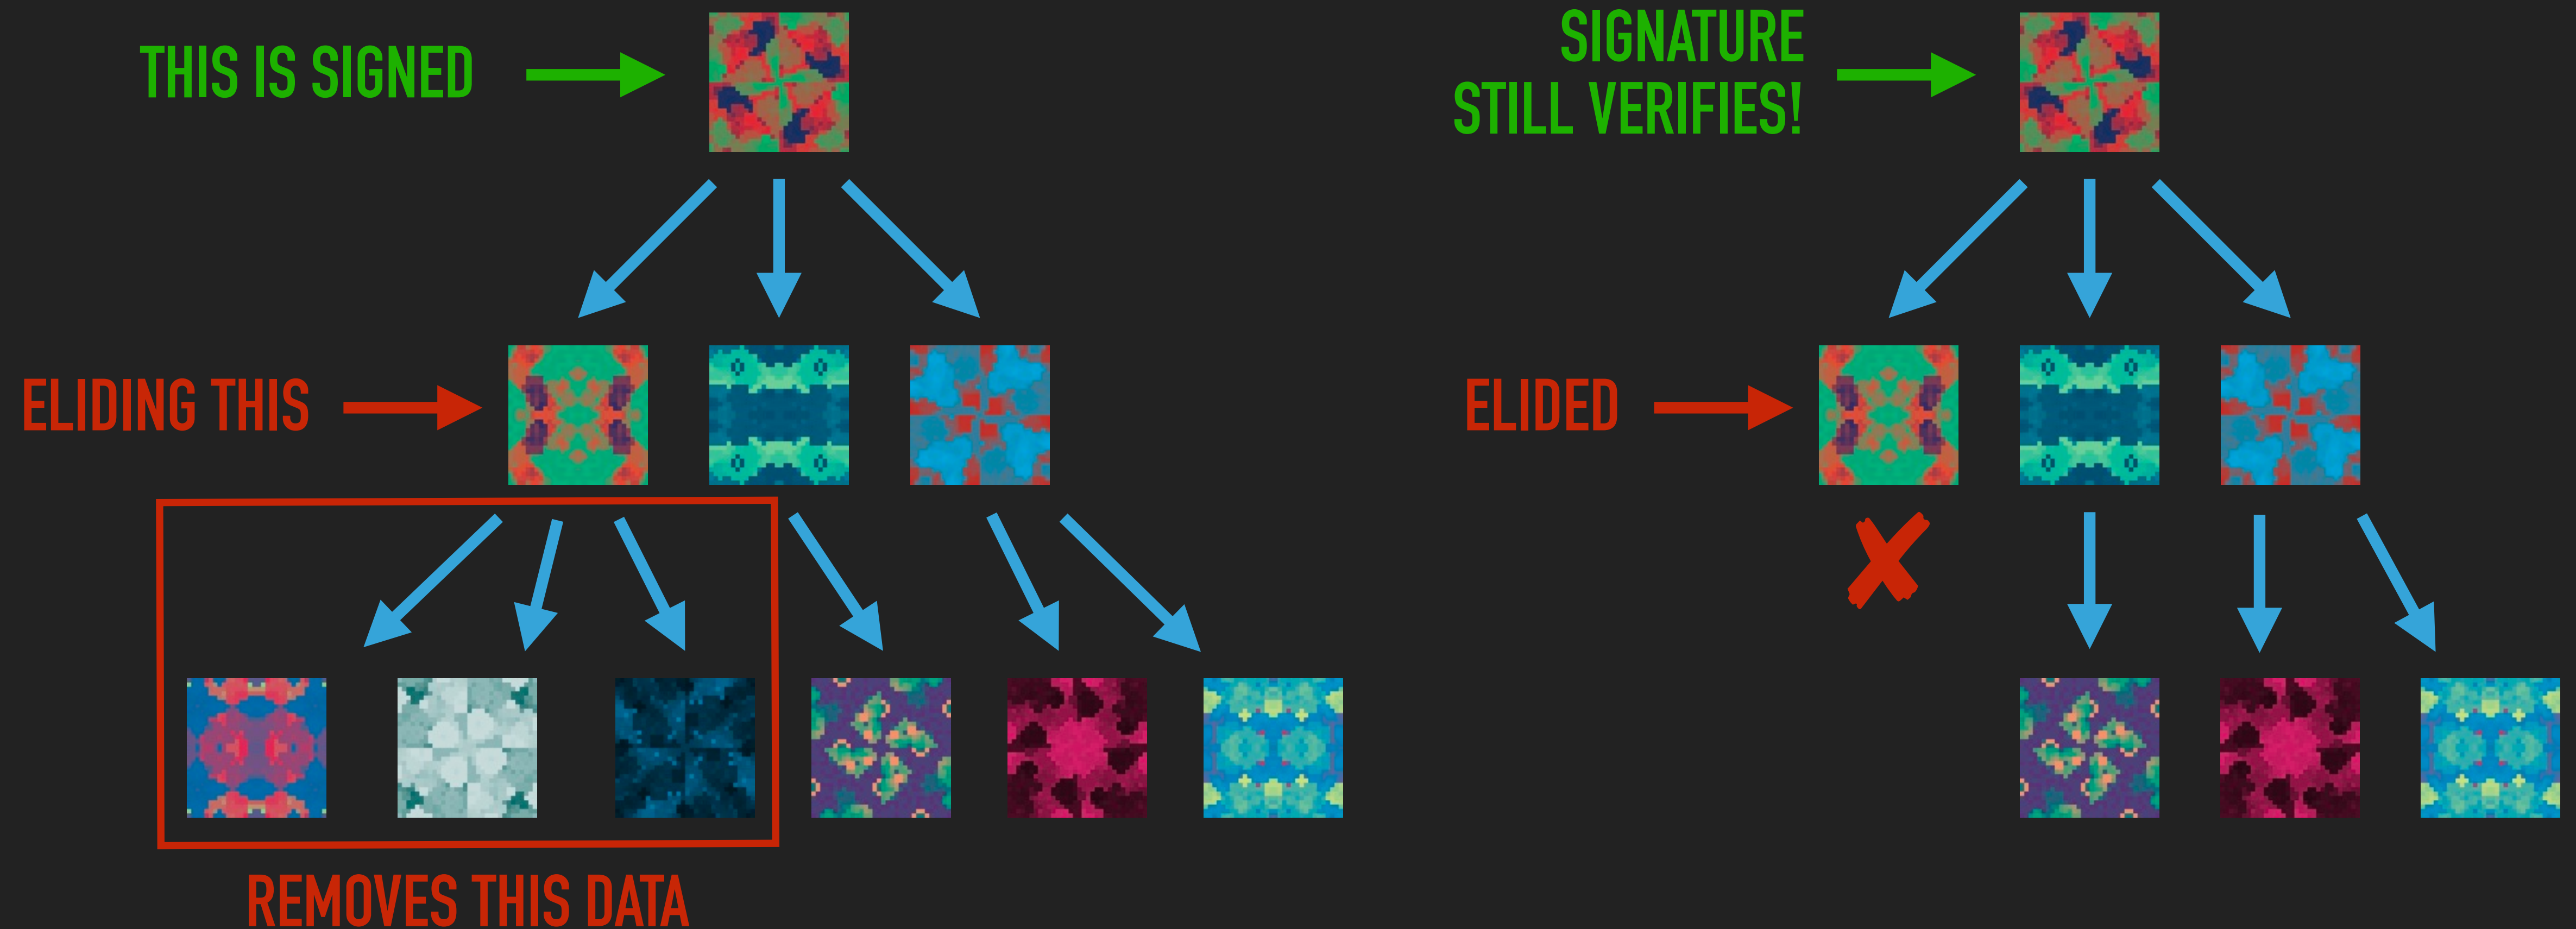 THIS IS SIGNED
SIGNATURE
STILL VERIFIES!
ELIDING THIS
ELIDED
REMOVES THIS DATA